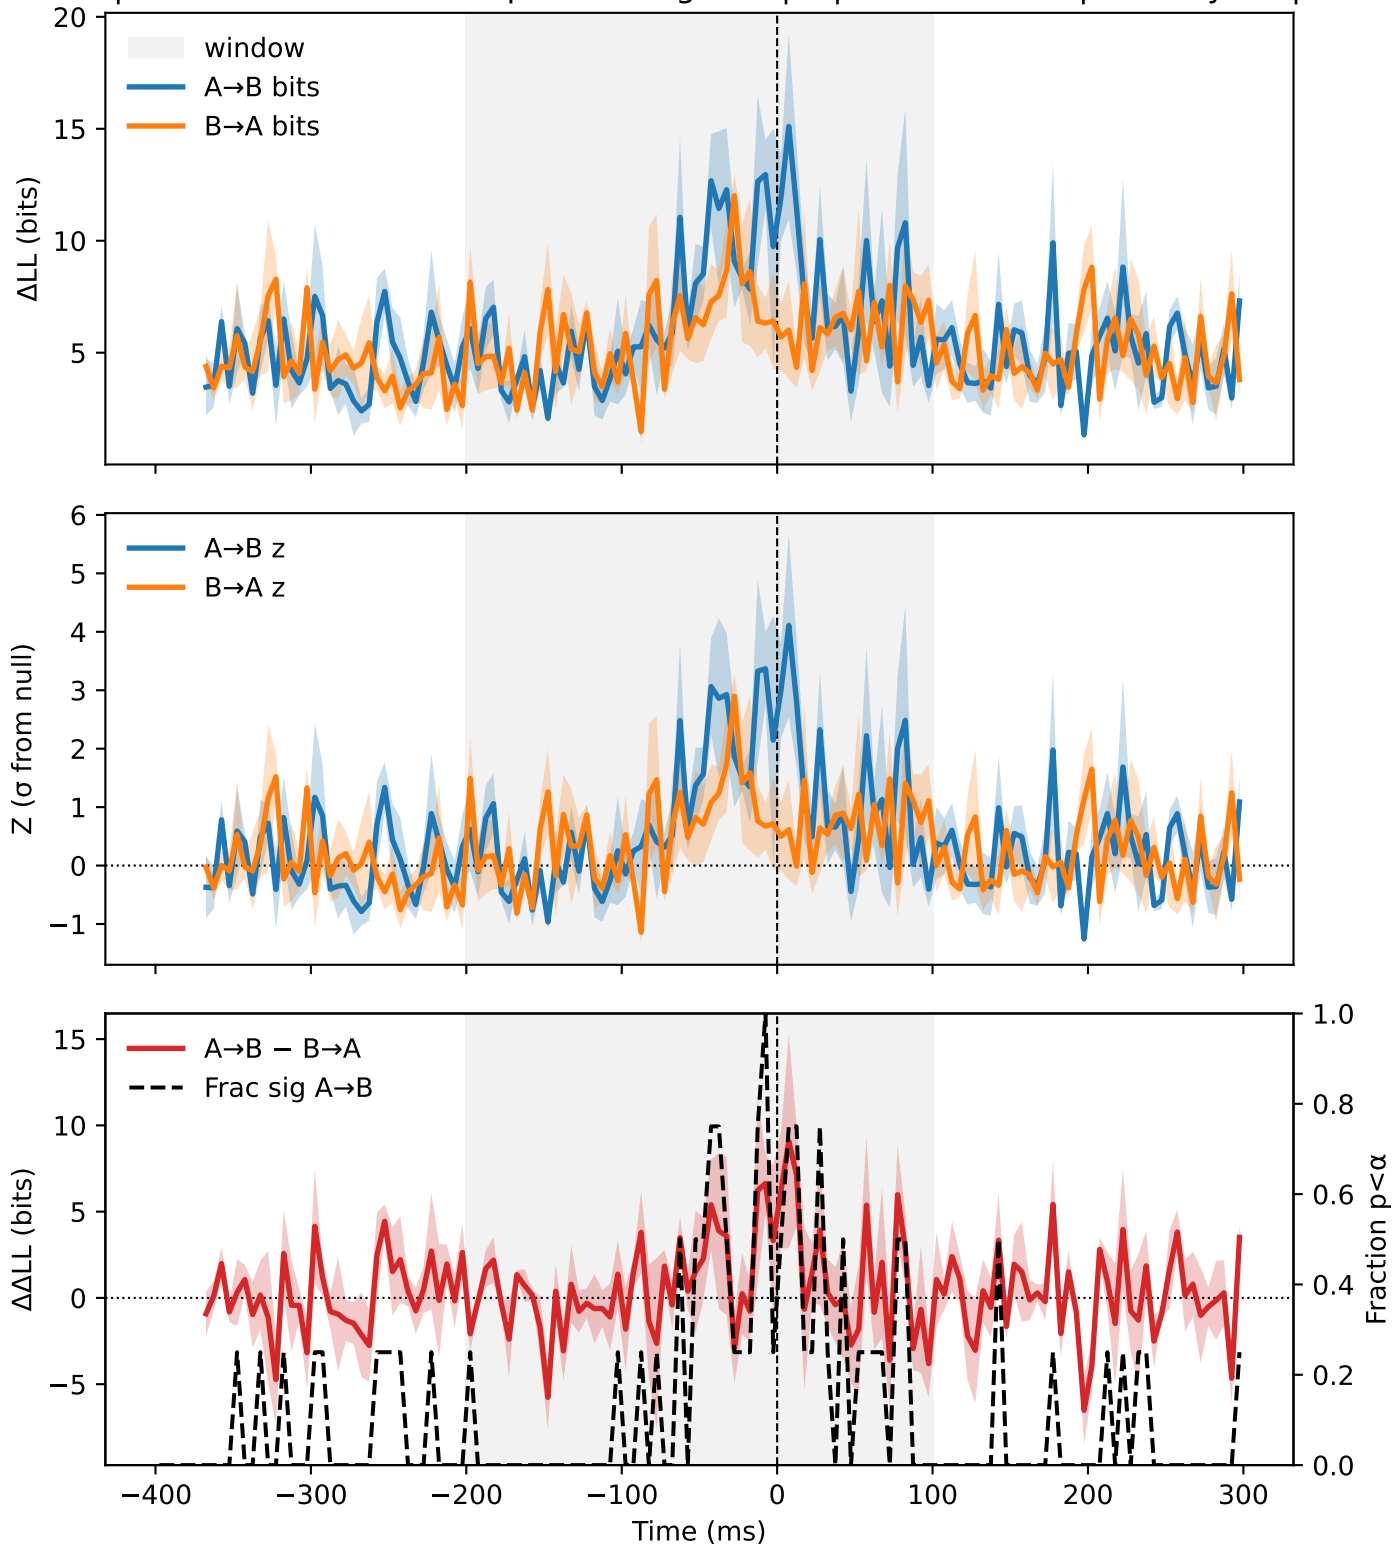 20
15
10
5
ΔLL (bits)
window
A→B bits
B→A bits
6
5
4
3
2
1
0
−1
Z (σ from null)
A→B z
B→A z
15
10
5
0
−5
ΔΔLL (bits)
A→B − B→A
Frac sig A→B
1.0
0.8
0.6
0.4
0.2
0.0
Fraction p<α
−400 −300 −200 −100 0 100 200 300
Time (ms)